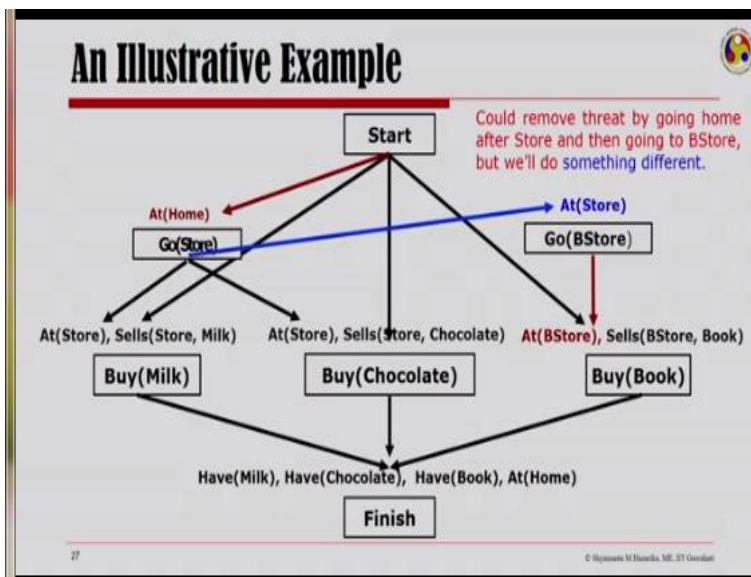 An Illustrative Example
Could remove threat by going home
after Store and then going to BStore,
but we'll do something different.
Start
At(Home)
At(Store)
Go(Store)
Go(BStore)
At(Store), Sells(Store, Milk)
At(Store), Sells(Store, Chocolate)
At(BStore), Sells(BStore, Book)
Buy(Milk)
Buy(Chocolate)
Buy(Book)
Have(Milk), Have(Chocolate), Have(Book), At(Home)
Finish
27